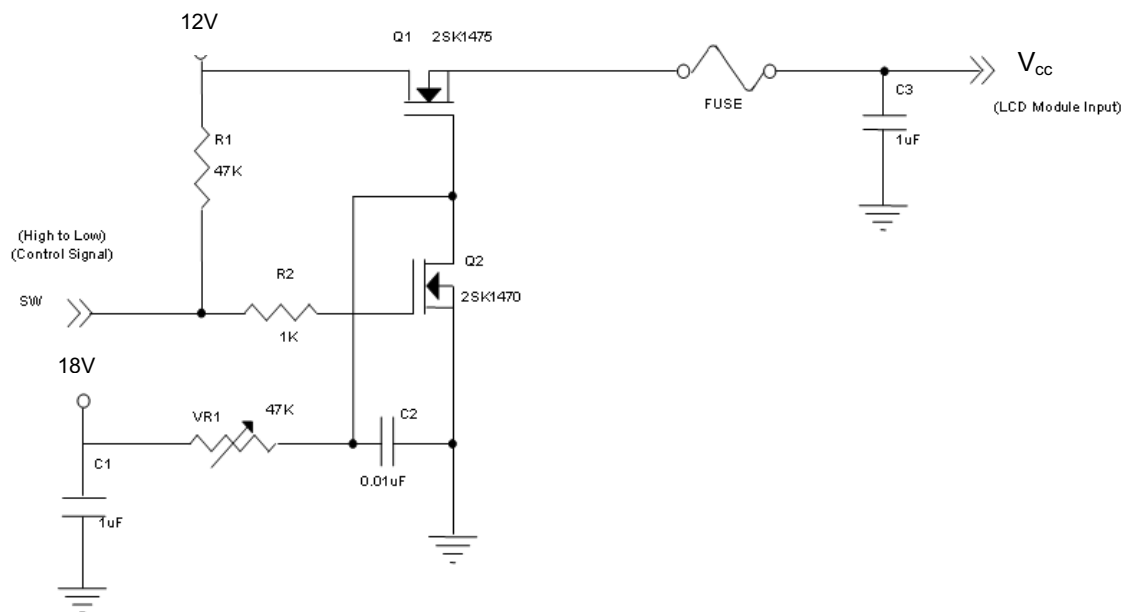 12V
Q1 2SK1475
Vcc
FUSE
C3
(LCD Module Input)
R1
47K
1uF
(High to Low)
(Control Signal)
R2
Q2
SW
2SK1470
1K
18V
VR1
47K
C2
C1
0.01uF
1uF